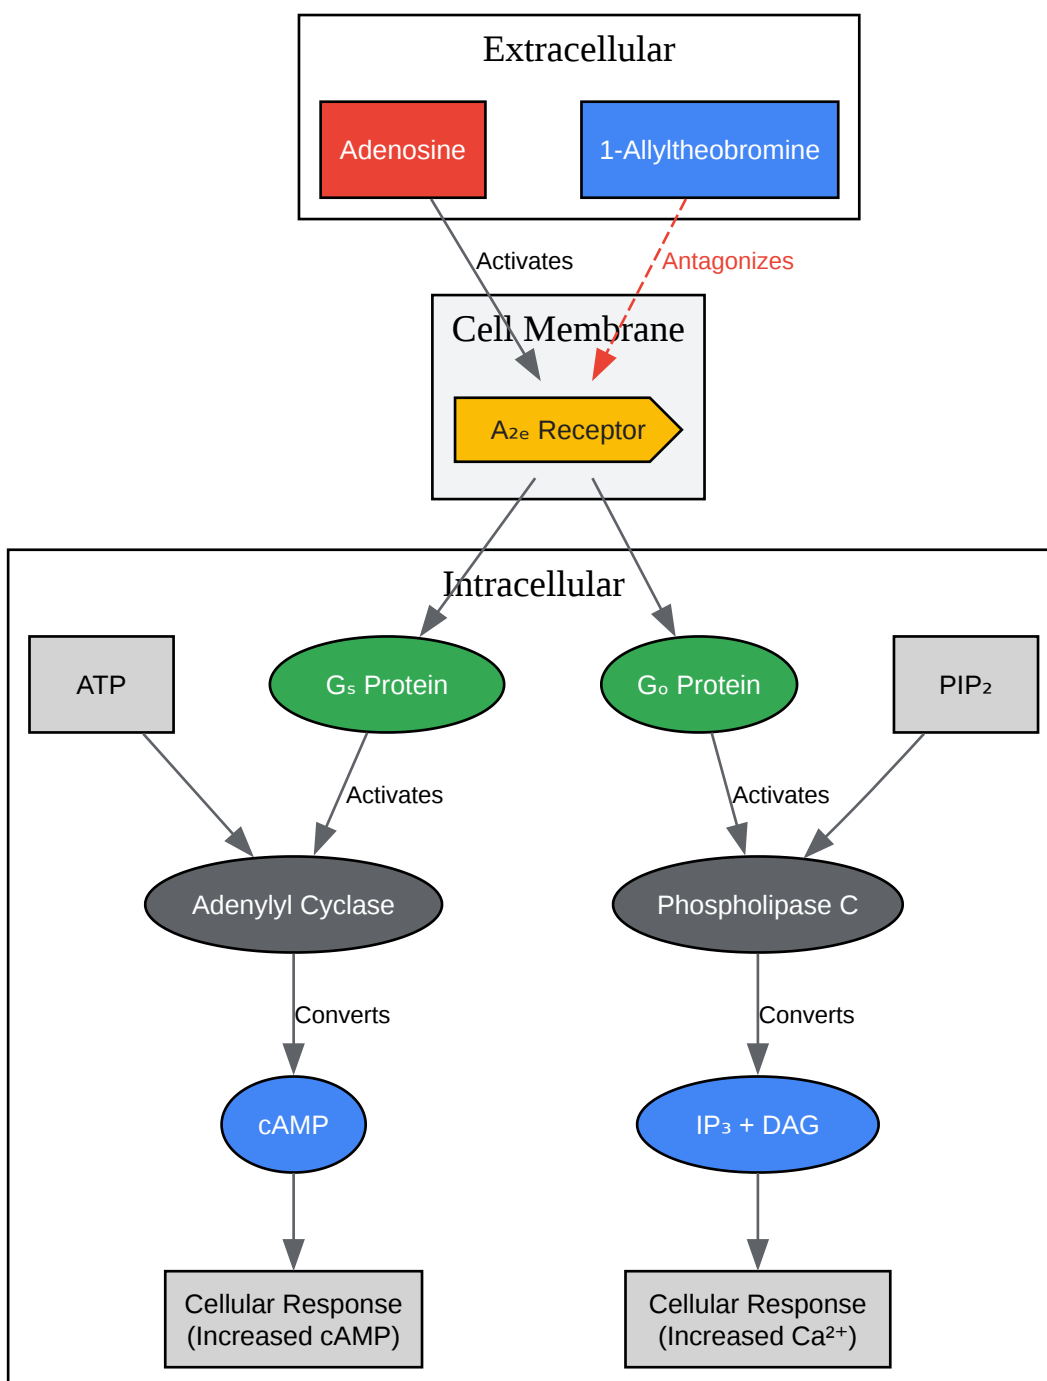 Extracellular
Adenosine
1-Allyltheobromine
Activates
Antagonizes
Cell Membrane
A₂ₑ Receptor
Intracellular
ATP
Gₛ Protein
Gₒ Protein
PIP₂
Activates
Activates
Adenylyl Cyclase
Phospholipase C
Converts
Converts
cAMP
IP₃ + DAG
Cellular Response
(Increased cAMP)
Cellular Response
(Increased Ca²⁺)